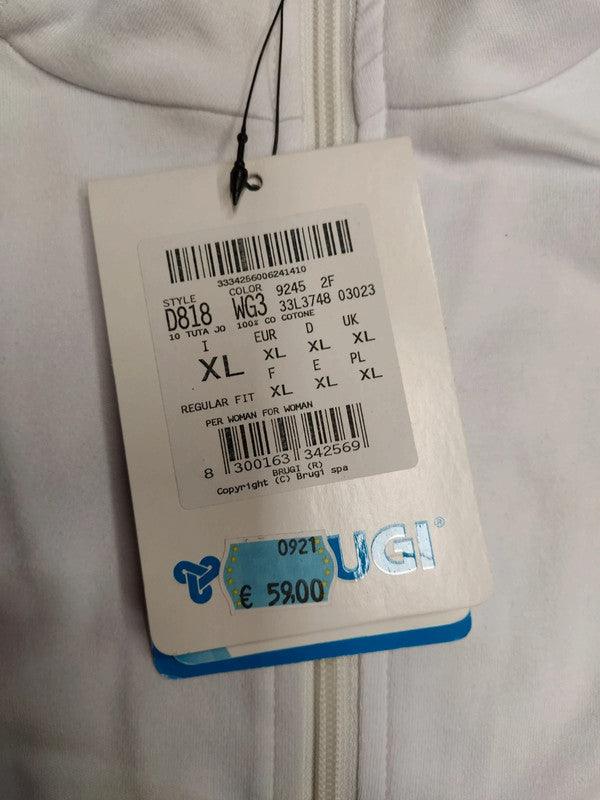 3334256006241410
STYLE COLOR 9245 2F
D818 WG3 33L3748 03023
10 TUTA JO 100% CO COTONE
I EUR D UK
XL XL XL XL
F E PL
XL XL XL
REGULAR FIT
PER WOMAN FOR WOMAN
8 300163 342569
BRUGI (R)
Copyright (C) Brugi spa
0921
€ 59.00
UGI®